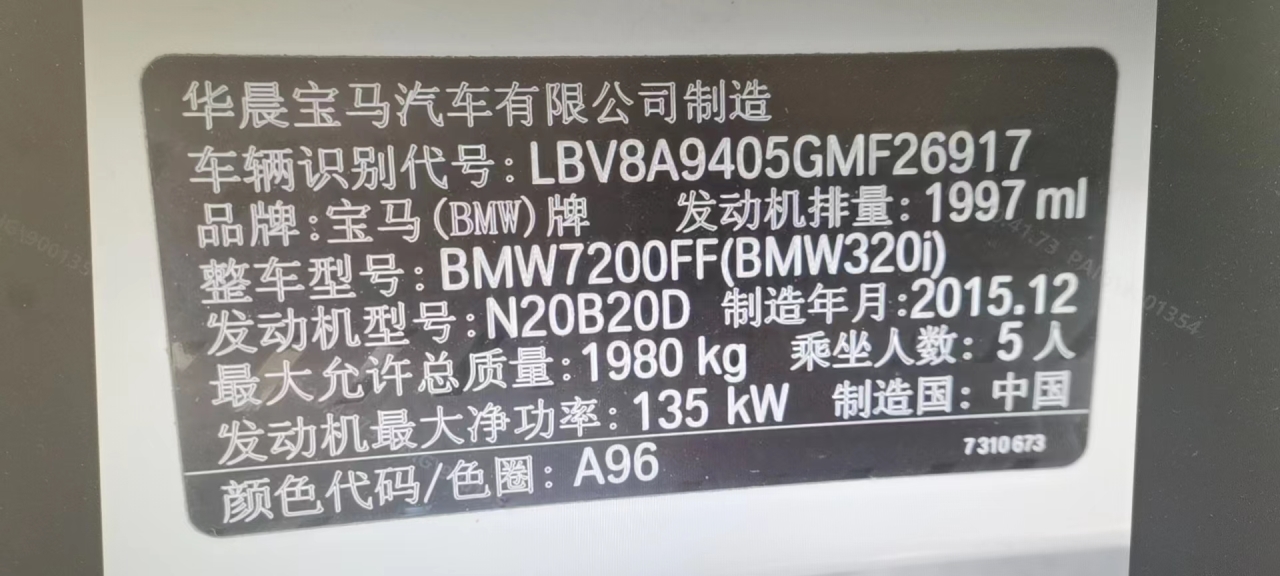 华晨宝马汽车有限公司制造
车辆识别代号: LBV8A9405GMF26917
品牌: 宝马(BMW)牌 发动机排量: 1997 ml
整车型号: BMW7200FF(BMW320i)
发动机型号: N20B20D 制造年月: 2015.12
最大允许总质量: 1980 kg 乘坐人数: 5 人
发动机最大净功率: 135 kW 制造国: 中国
7310673
颜色代码/色圈: A96